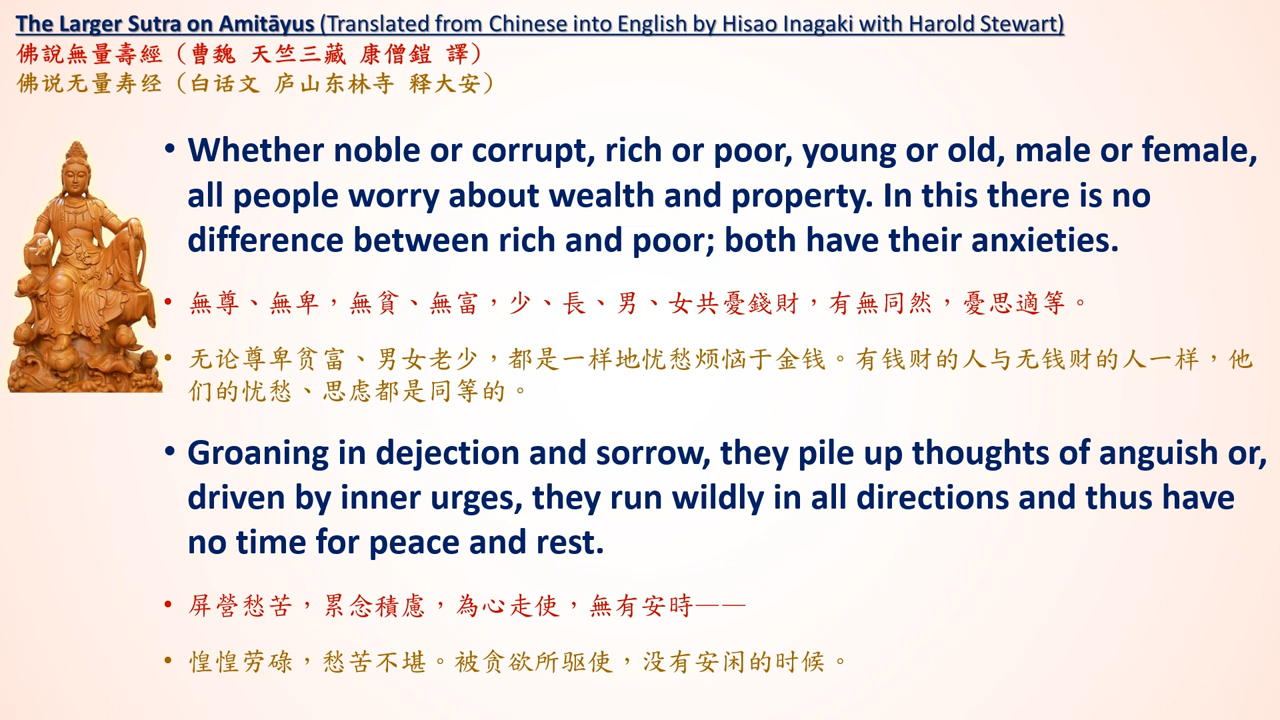 The Larger Sutra on Amitāyus (Translated from Chinese into English by Hisao Inagaki with Harold Stewart)
佛說無量壽經（曹魏 天竺三藏 康僧鎧 譯）
佛说无量寿经（白话文 庐山东林寺 释大安）
• Whether noble or corrupt, rich or poor, young or old, male or female,
all people worry about wealth and property. In this there is no
difference between rich and poor; both have their anxieties.
• 無尊、無卑，無貧、無富，少、長、男、女共憂錢財，有無同然，憂思適等。
• 无论尊卑贫富、男女老少，都是一样地忧愁烦恼于金钱。有钱财的人与无钱财的人一样，他
们的忧愁、思虑都是同等的。
• Groaning in dejection and sorrow, they pile up thoughts of anguish or,
driven by inner urges, they run wildly in all directions and thus have
no time for peace and rest.
• 屏營愁苦，累念積慮，為心走使，無有安時——
• 惶惶劳碌，愁苦不堪。被贪欲所驱使，没有安闲的时候。